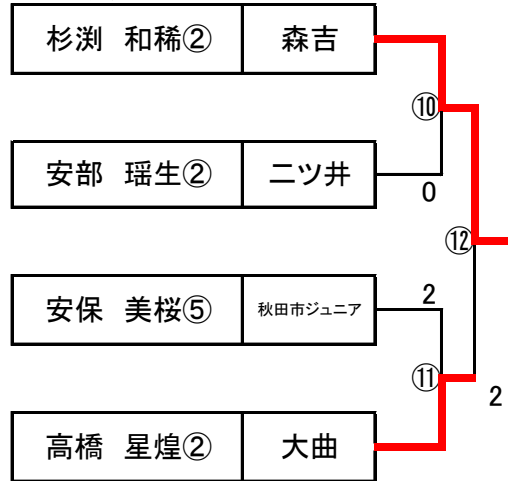 杉渕 和稀② 森吉
⑩
安部 瑶生② 二ツ井
0
⑫
安保 美桜⑤ 秋田市ジュニア
2
⑪
2
高橋 星煌② 大曲